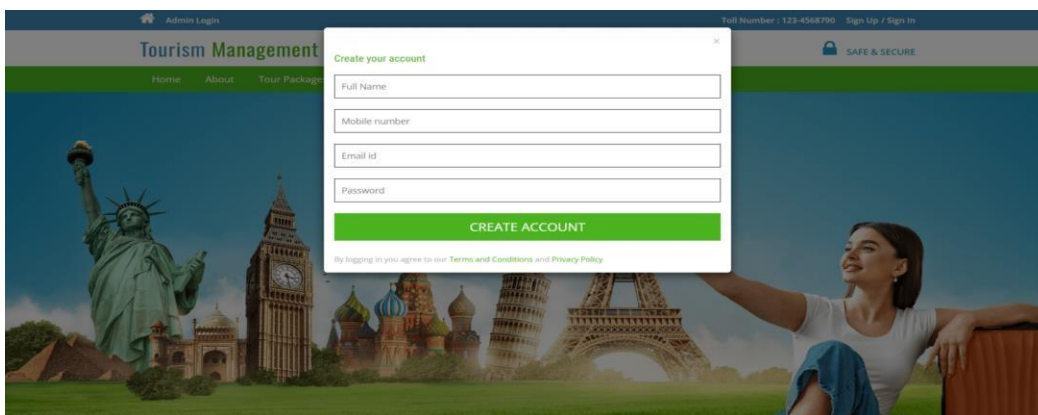 Admin Login
Toll Number : 123-4568790 Sign Up / Sign In
Tourism Management
SAFE & SECURE
Home About Tour Package
×
Create your account
Full Name
Mobile number
Email id
Password
CREATE ACCOUNT
By logging in you agree to our Terms and Conditions and Privacy Policy